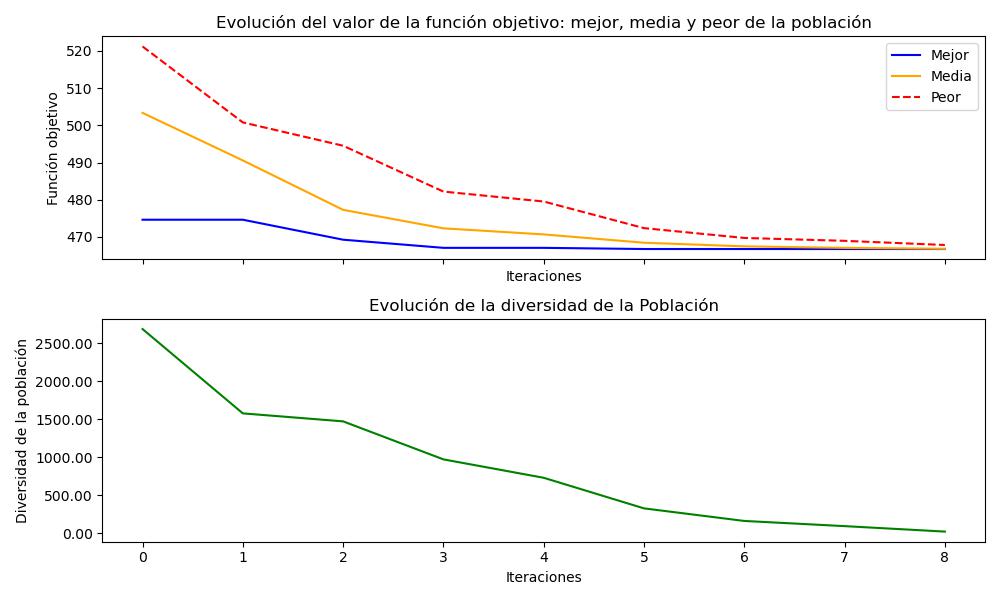 Evolución del valor de la función objetivo: mejor, media y peor de la población
Función objetivo
520
510
500
490
480
470
Mejor
Media
Peor
Iteraciones
Evolución de la diversidad de la Población
Diversidad de la población
2500.00
2000.00
1500.00
1000.00
500.00
0.00
0 1 2 3 4 5 6 7 8
Iteraciones